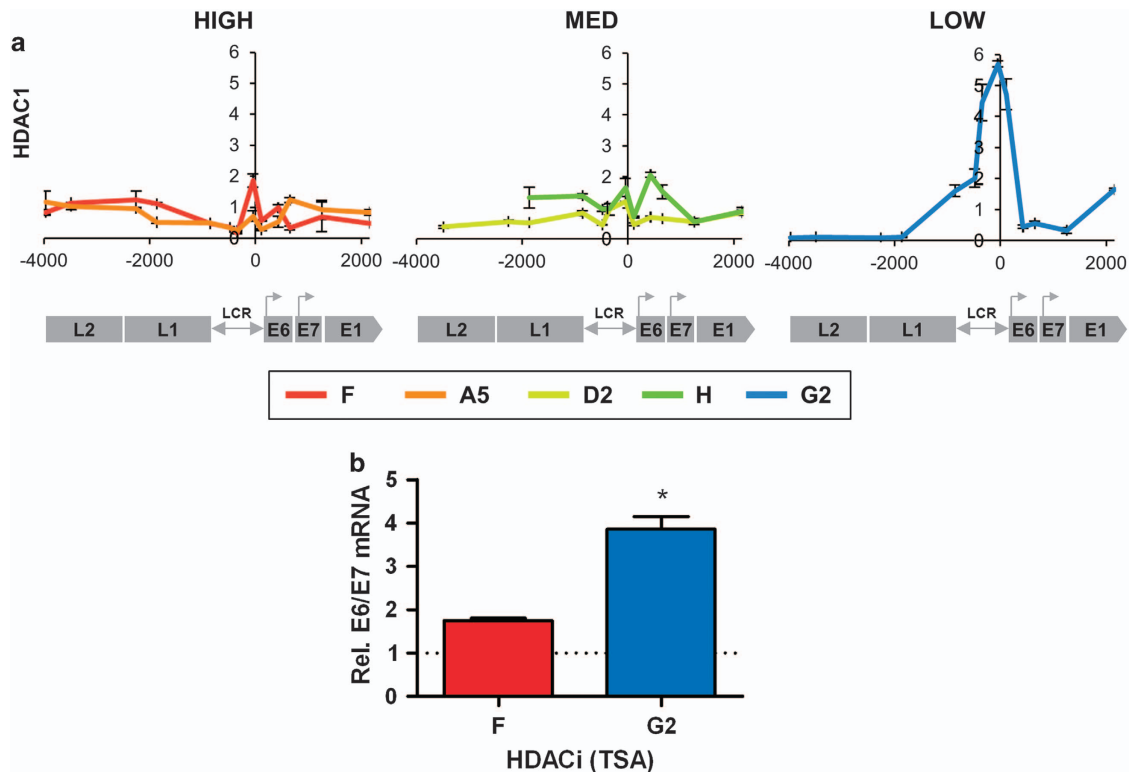 HIGH MED LOW
a
HDAC1
6 6 6
5 5 5
4 4 4
3 3 3
2 2 2
1 1 1
0 0 0
-4000 -2000 0 2000 -4000 -2000 0 2000 -4000 -2000 0 2000
LCR LCR LCR
L2 L1 E6 E7 E1 L2 L1 E6 E7 E1 L2 L1 E6 E7 E1
F A5 D2 H G2
b
Rel. E6/E7 mRNA
5
4
3
2
1
0
*
F G2
HDACi (TSA)